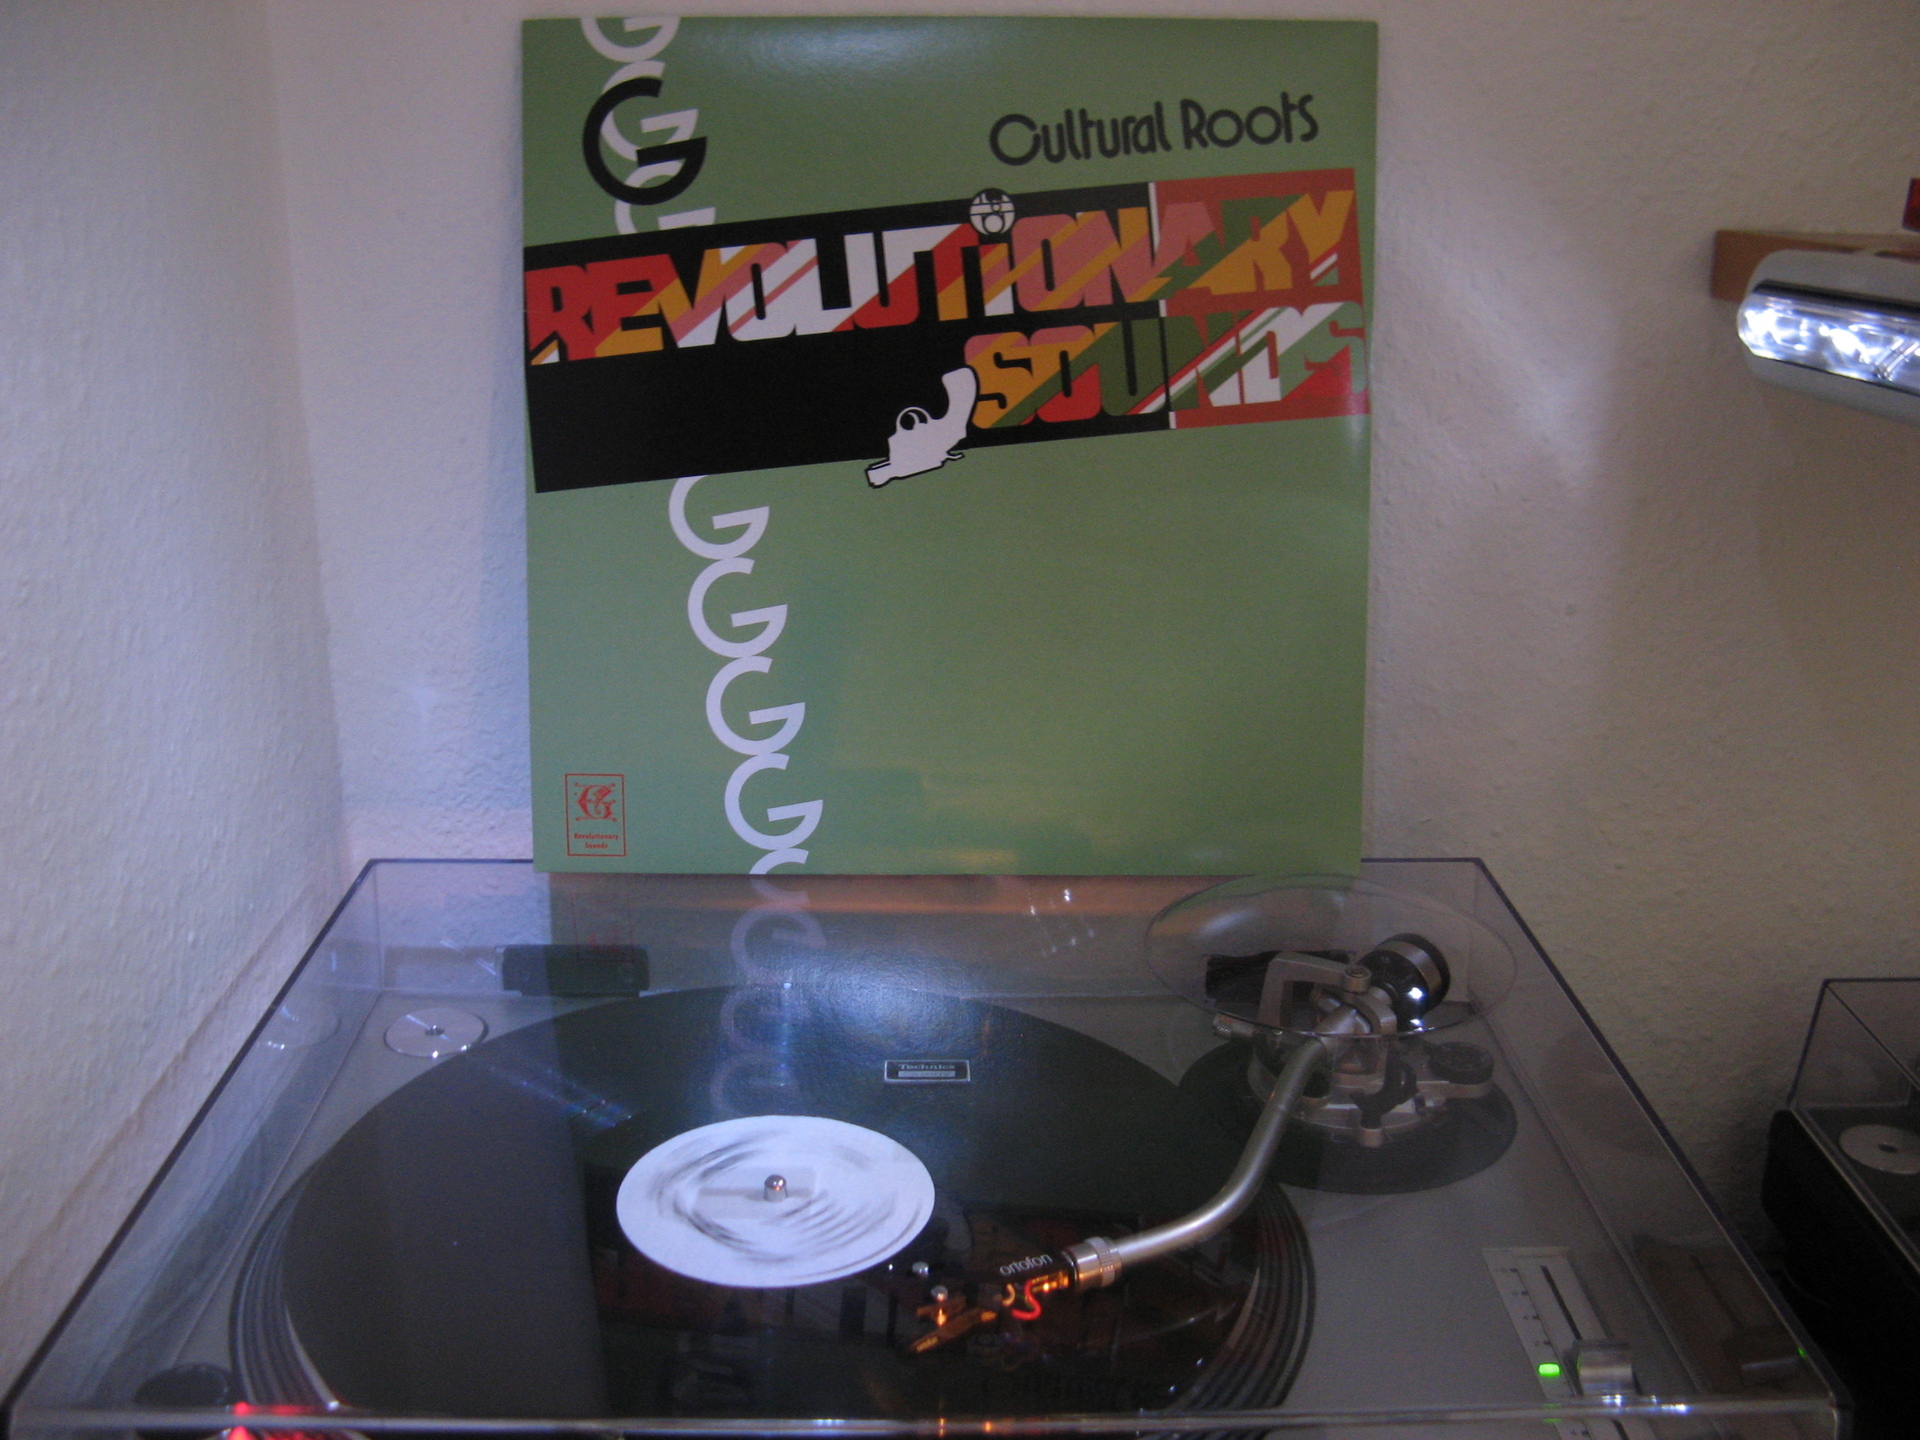 G
G
G
G
Cultural Roots
REVOLUTiONARY
SOUNDS
G
G
G
G
G
Revolutionary
Sounds
Technics
ortofon